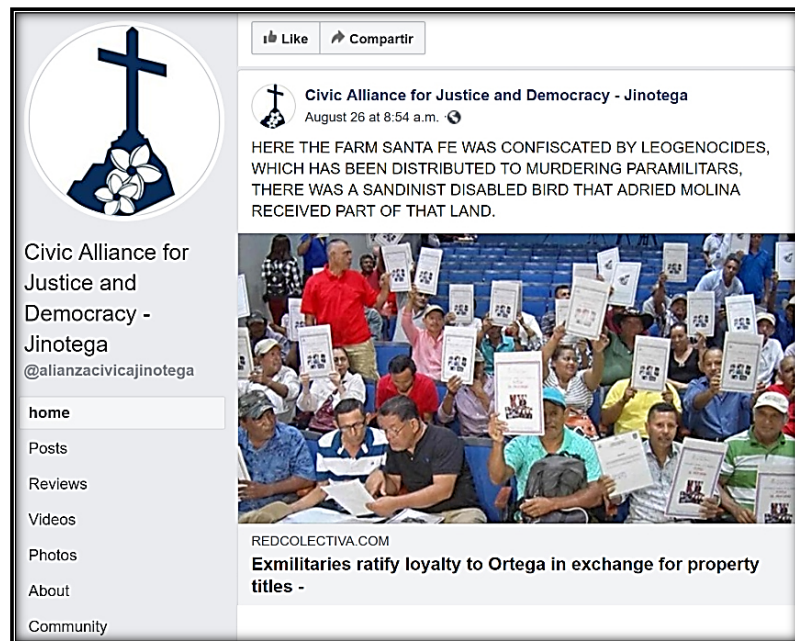 Civic Alliance for
Justice and
Democracy -
Jinotega
@alianzacivicajinotega
home
Posts
Reviews
Videos
Photos
About
Community
Like
Compartir
Civic Alliance for Justice and Democracy - Jinotega
August 26 at 8:54 a.m. ·
HERE THE FARM SANTA FE WAS CONFISCATED BY LEOGENOCIDES,
WHICH HAS BEEN DISTRIBUTED TO MURDERING PARAMILITARS,
THERE WAS A SANDINIST DISABLED BIRD THAT ADRIED MOLINA
RECEIVED PART OF THAT LAND.
REDCOLECTIVA.COM
Exmilitaries ratify loyalty to Ortega in exchange for property
titles -